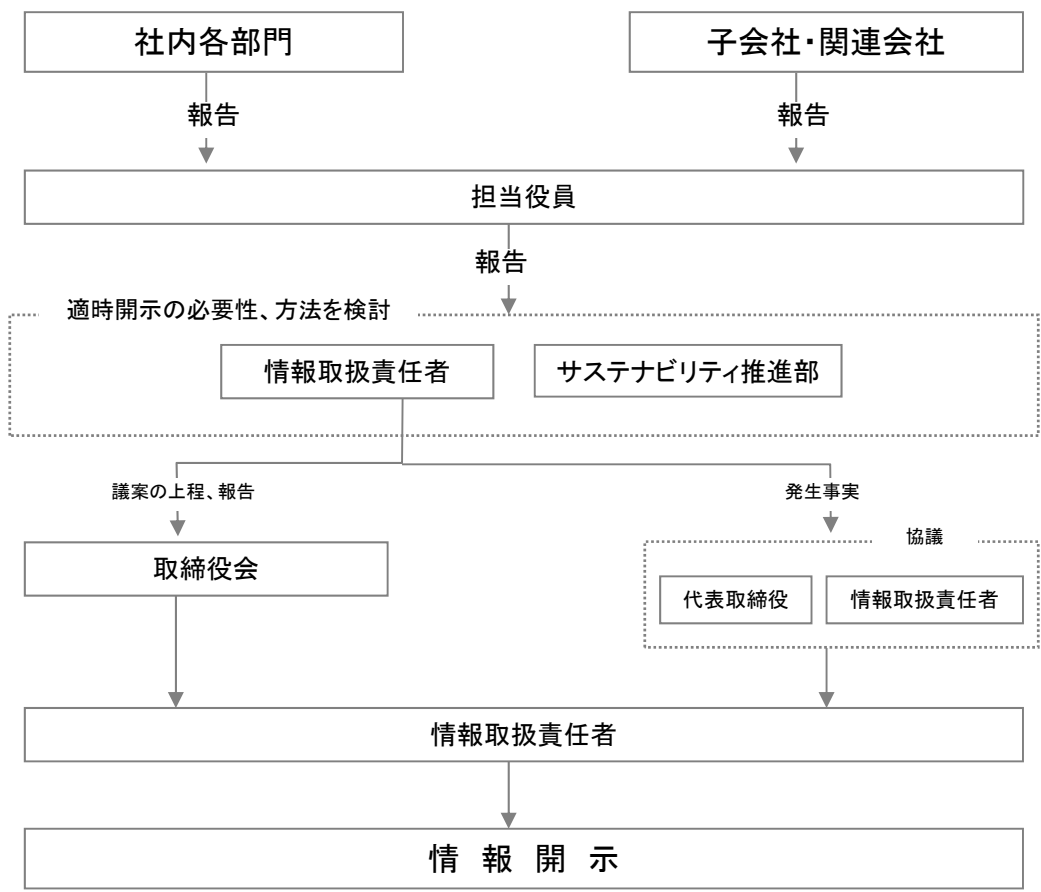 社内各部門
子会社・関連会社
報告
報告
担当役員
報告
適時開示の必要性、方法を検討
情報取扱責任者
サステナビリティ推進部
議案の上程、報告
発生事実
取締役会
協議
代表取締役
情報取扱責任者
情報取扱責任者
情 報 開 示